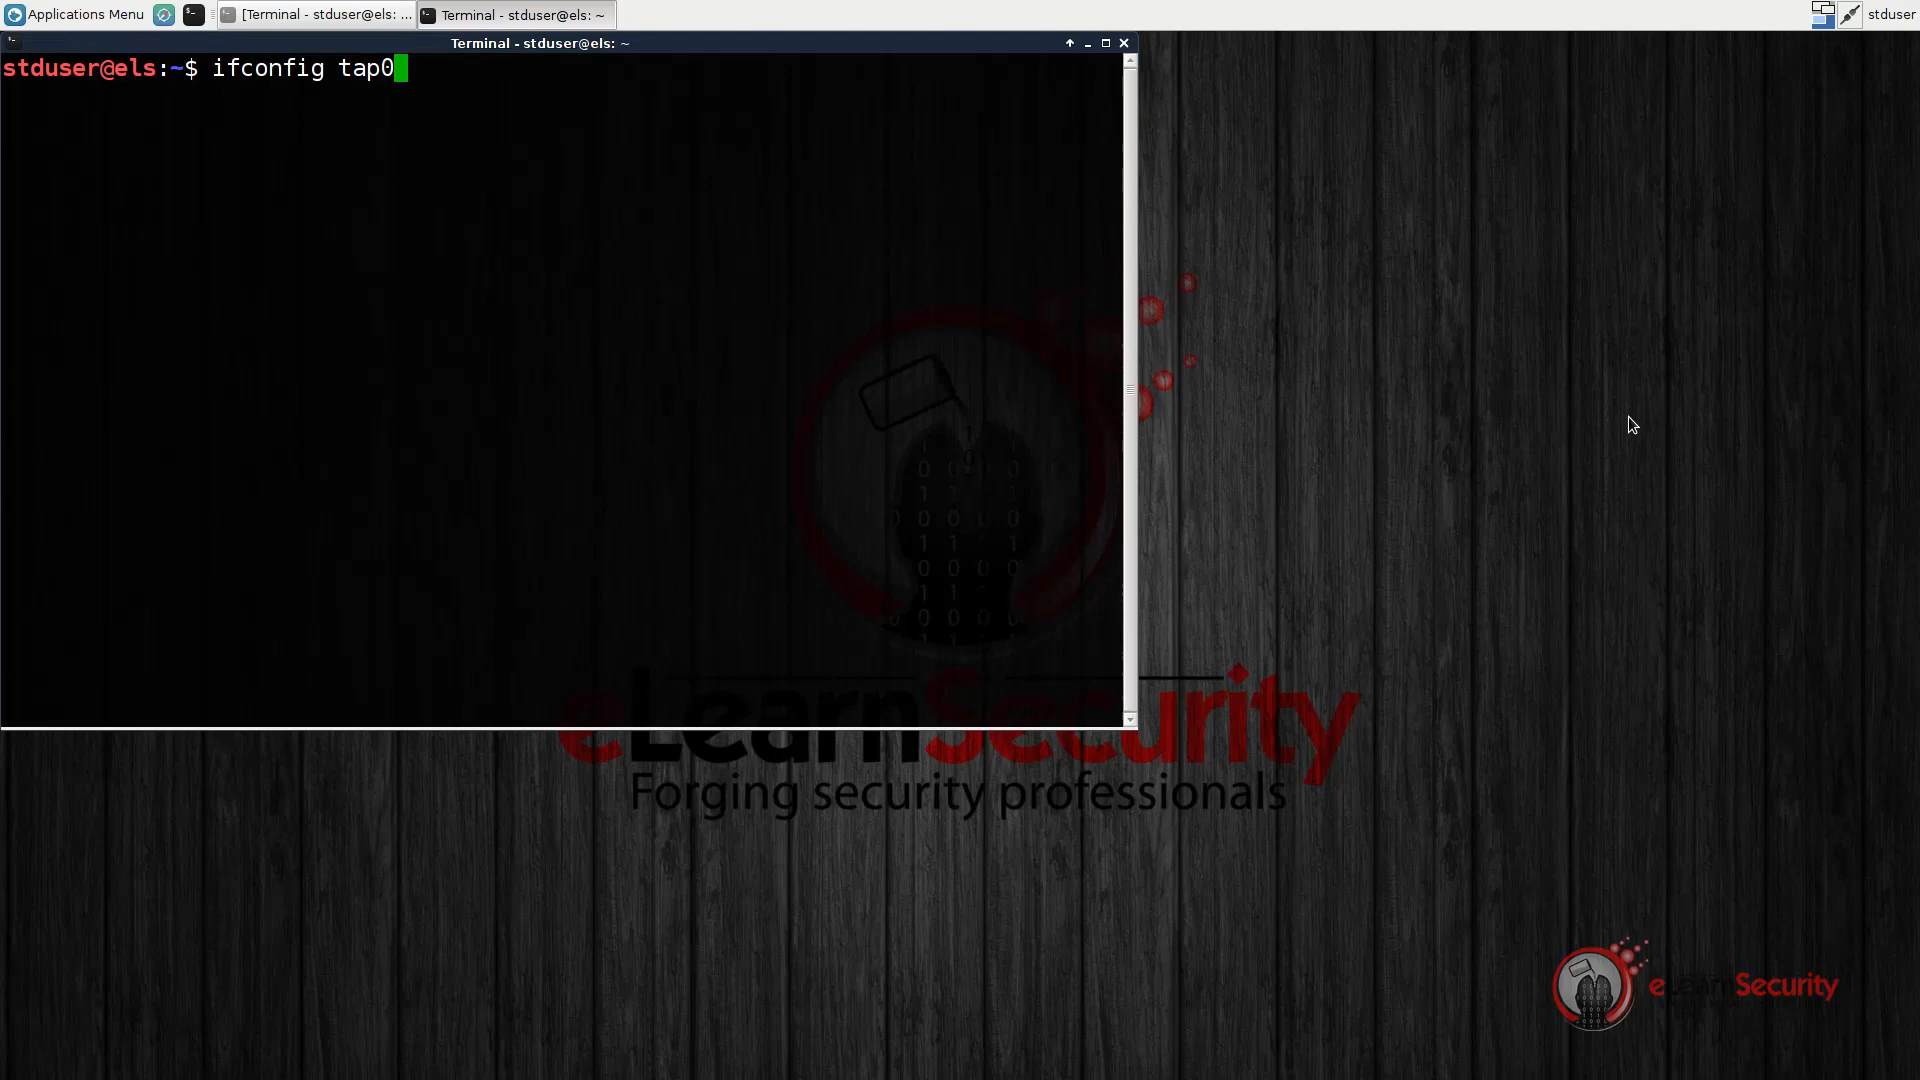 Applications Menu
[Terminal - stduser@els: ...
Terminal - stduser@els: ~
stduser
Terminal - stduser@els: ~
stduser@els:~$ ifconfig tap0
eLearnSecurity
Forging security professionals
eLearnSecurity